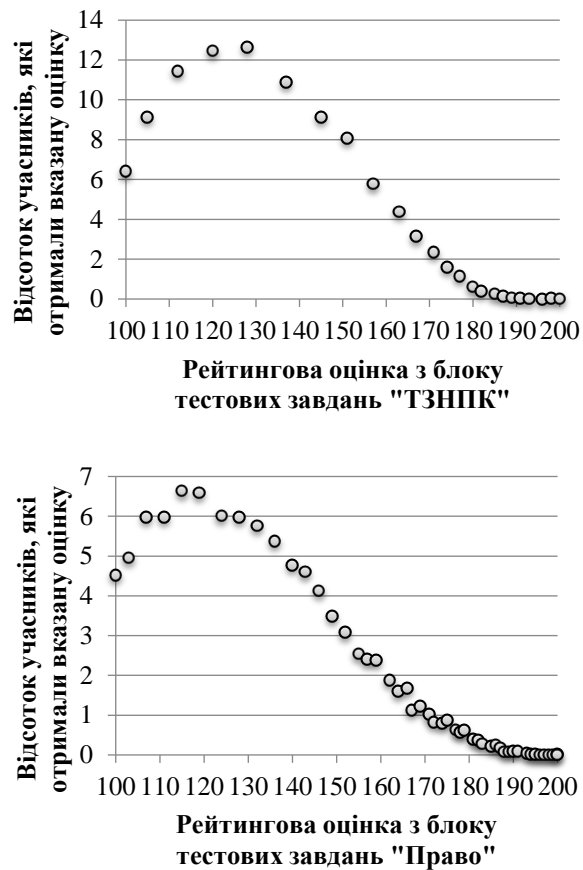 14
12
10
8
6
4
2
0
Відсоток учасників, які
отримали вказану оцінку
100 110 120 130 140 150 160 170 180 190 200
Рейтингова оцінка з блоку
тестових завдань "ТЗНПК"
7
6
5
4
3
2
1
0
Відсоток учасників, які
отримали вказану оцінку
100 110 120 130 140 150 160 170 180 190 200
Рейтингова оцінка з блоку
тестових завдань "Право"